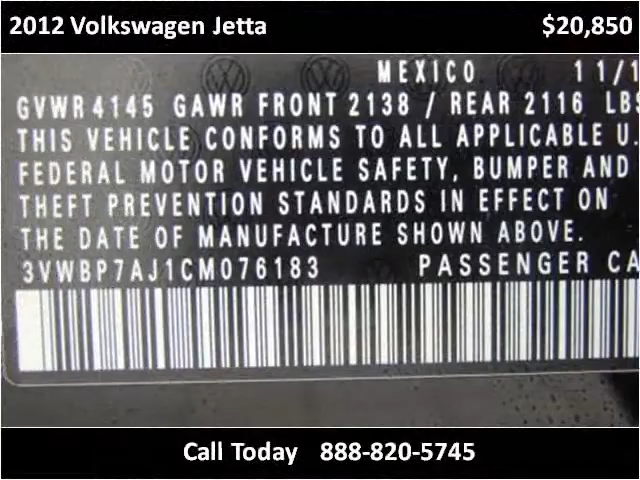 2012 Volkswagen Jetta $20,850
MEXICO 11/1
GVWR 4145 GAWR FRONT 2138 / REAR 2116 LBS
THIS VEHICLE CONFORMS TO ALL APPLICABLE U.
FEDERAL MOTOR VEHICLE SAFETY, BUMPER AND
THEFT PREVENTION STANDARDS IN EFFECT ON
THE DATE OF MANUFACTURE SHOWN ABOVE.
3VWBP7AJ1CM076183 PASSENGER CA
Call Today 888-820-5745